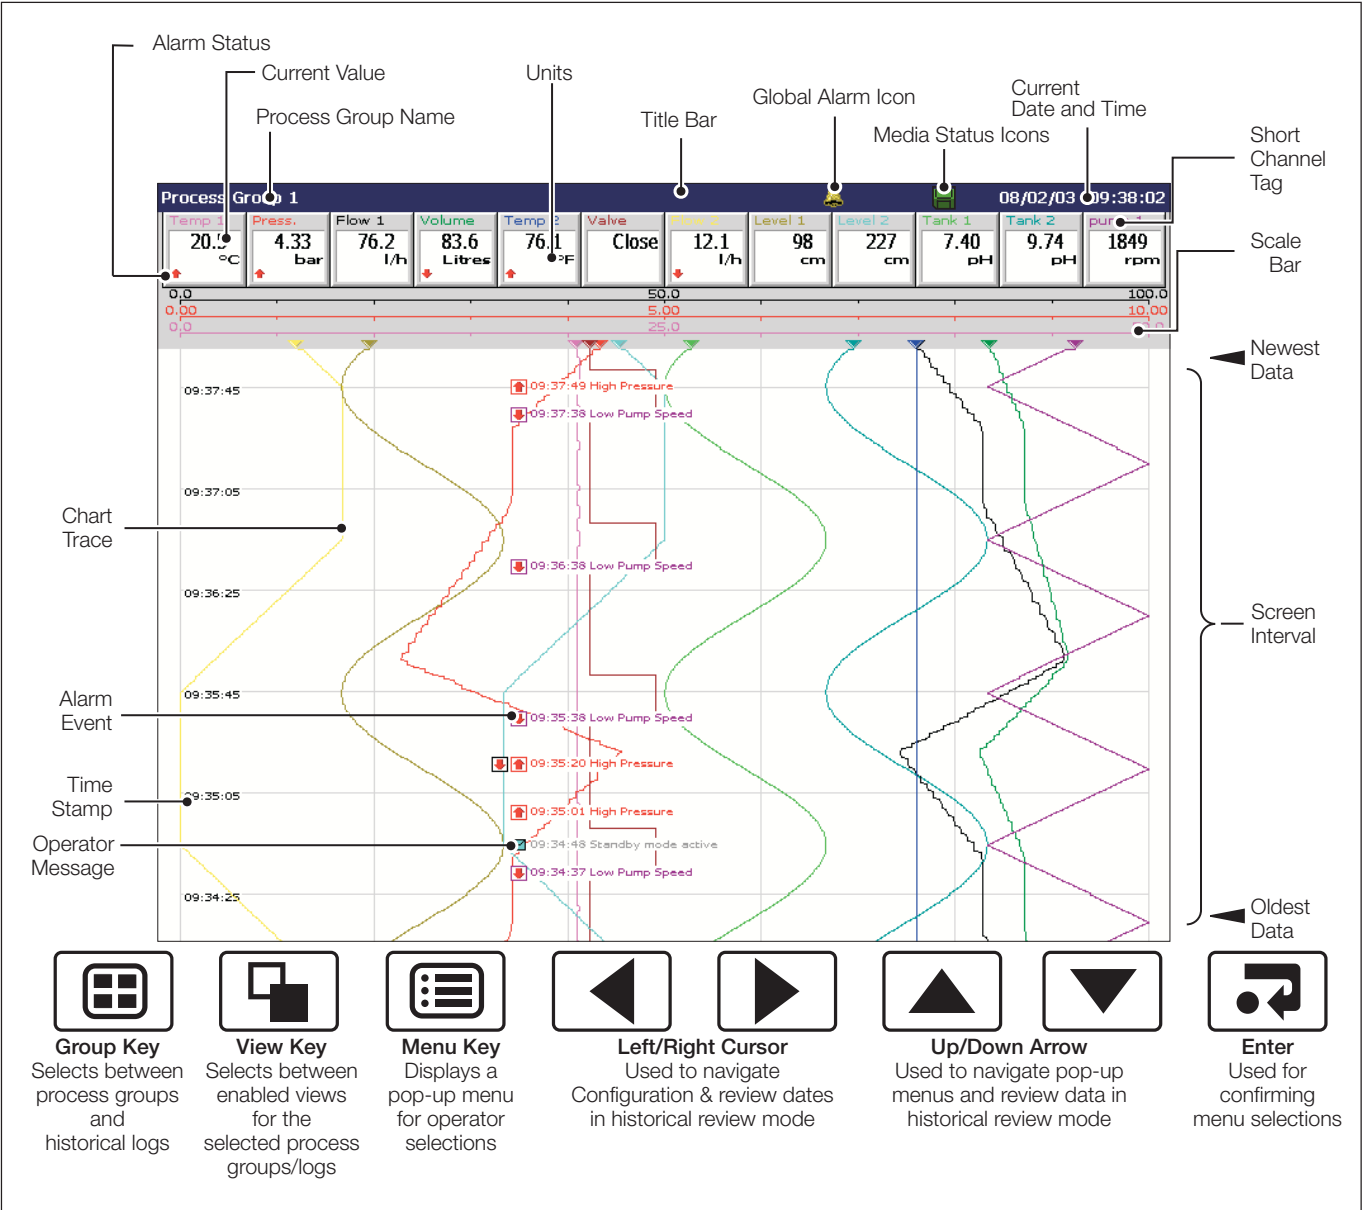 Alarm Status
Current Value
Units
Process Group Name
Title Bar
Global Alarm Icon
Media Status Icons
Current
Date and Time
Short
Channel
Tag
Scale
Bar
Process Group 1
08/02/03 09:38:02
Temp 1 Press. Flow 1 Volume Temp 2 Valve Flow 2 Level 1 Level 2 Tank 1 Tank 2
4.33 76.2 83.6 76.1 Close 12.1 98 227 7.40 9.74 1849
°C bar l/h Litres °F l/h cm cm pH pH rpm
0.0 50.0 100.0
0.00 5.00 10.00
0.0 25.0
Newest
Data
09:37:45
09:37:49 High Pressure
09:37:38 Low Pump Speed
09:37:05
Chart
Trace
09:36:38 Low Pump Speed
09:36:25
Screen
Interval
09:35:45
Alarm
Event
09:35:38 Low Pump Speed
09:35:20 High Pressure
Time
Stamp
09:35:05
09:35:01 High Pressure
Operator
Message
09:34:48 Standby mode active
09:34:37 Low Pump Speed
09:34:25
Oldest
Data
Group Key
Selects between
process groups
and
historical logs
View Key
Selects between
enabled views
for the
selected process
groups/logs
Menu Key
Displays a
pop-up menu
for operator
selections
Left/Right Cursor
Used to navigate
Configuration & review dates
in historical review mode
Up/Down Arrow
Used to navigate pop-up
menus and review data in
historical review mode
Enter
Used for
confirming
menu selections